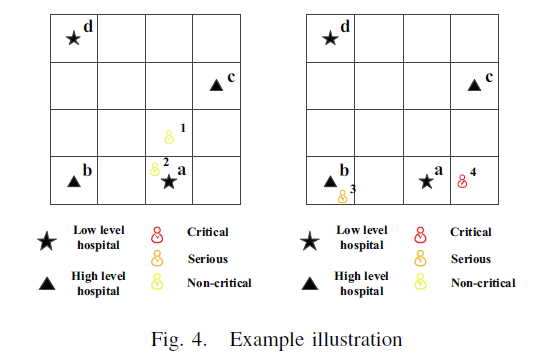 d
d
c
c
1
2
a
b
b
3
a
4
Low level
hospital
Critical
Serious
High level
hospital
Non-critical
Low level
hospital
Critical
Serious
High level
hospital
Non-critical
Fig. 4. Example illustration